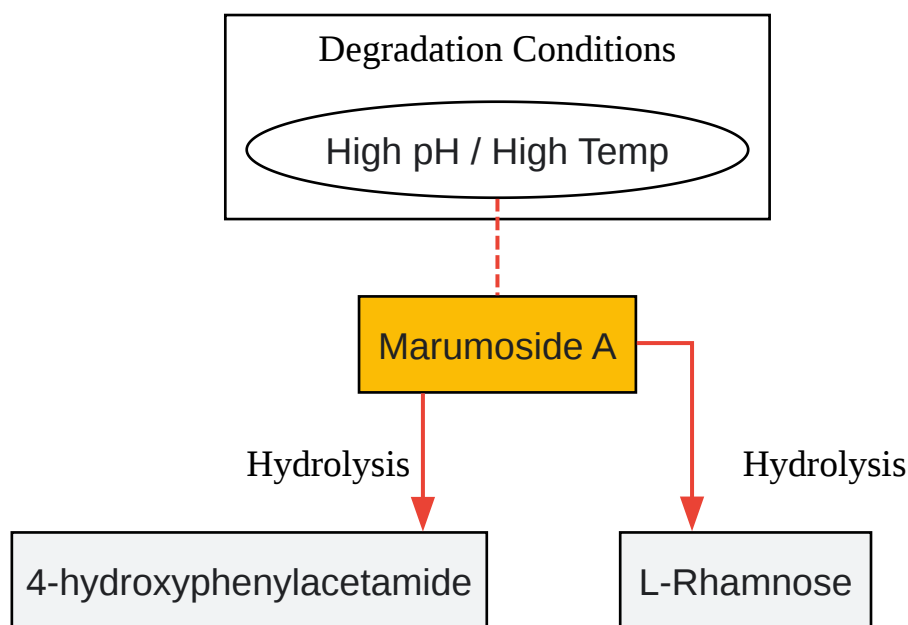 Degradation Conditions
High pH / High Temp
Marumoside A
Hydrolysis
Hydrolysis
4-hydroxyphenylacetamide
L-Rhamnose